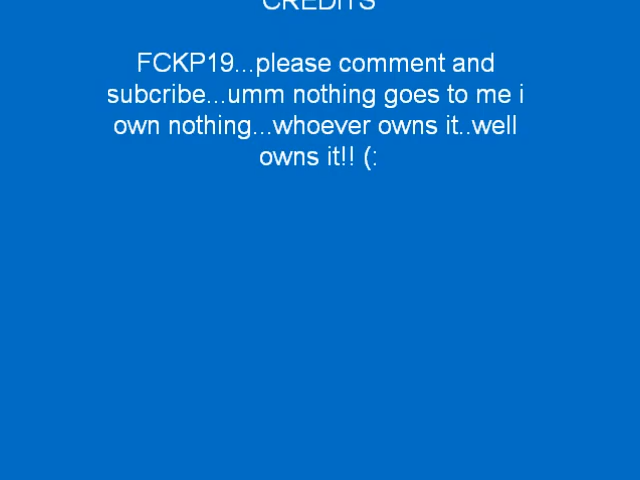 CREDITS
FCKP19...please comment and
subcribe...umm nothing goes to me i
own nothing...whoever owns it..well
owns it!! (: